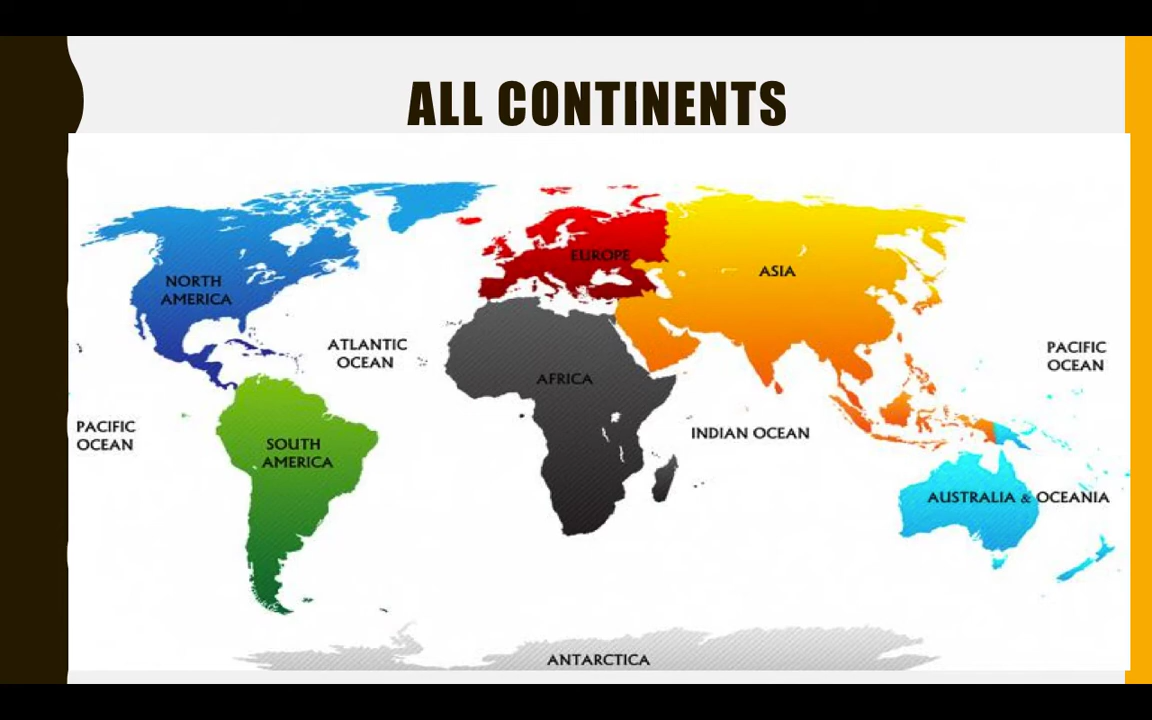 ALL CONTINENTS
NORTH
AMERICA
EUROPE
ASIA
ATLANTIC
OCEAN
PACIFIC
OCEAN
AFRICA
PACIFIC
OCEAN
SOUTH
AMERICA
INDIAN OCEAN
AUSTRALIA & OCEANIA
ANTARCTICA